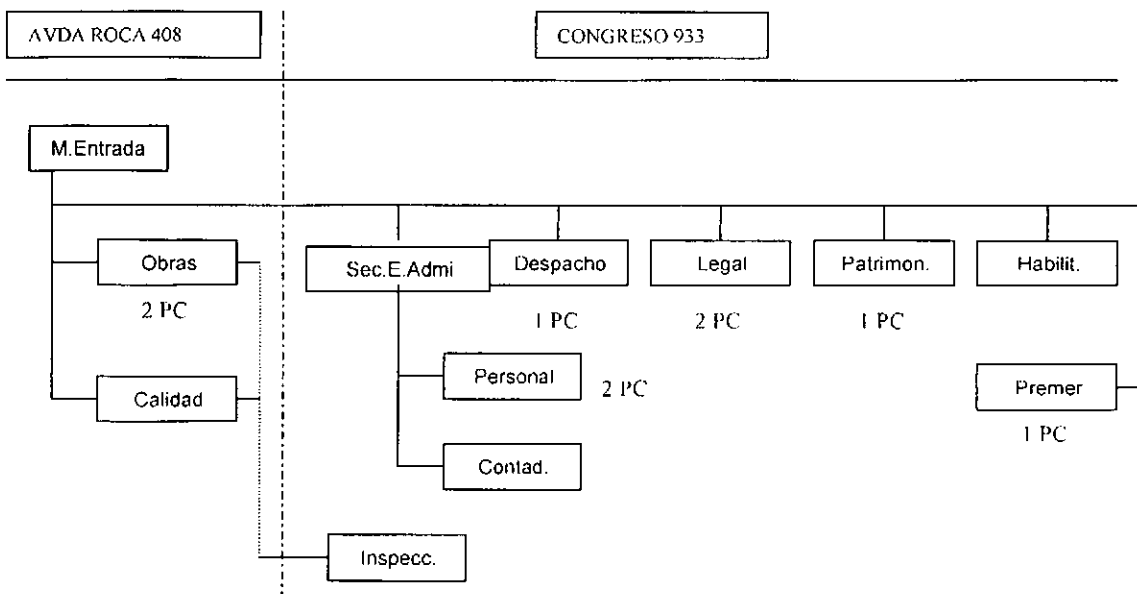 AVDA ROCA 408
CONGRESO 933
M.Entrada
Obras
2 PC
Calidad
Sec.E.Admi
Despacho
1 PC
Legal
2 PC
Patrimon.
1 PC
Habilit.
Personal
2 PC
Premer
1 PC
Contad.
Inspecc.